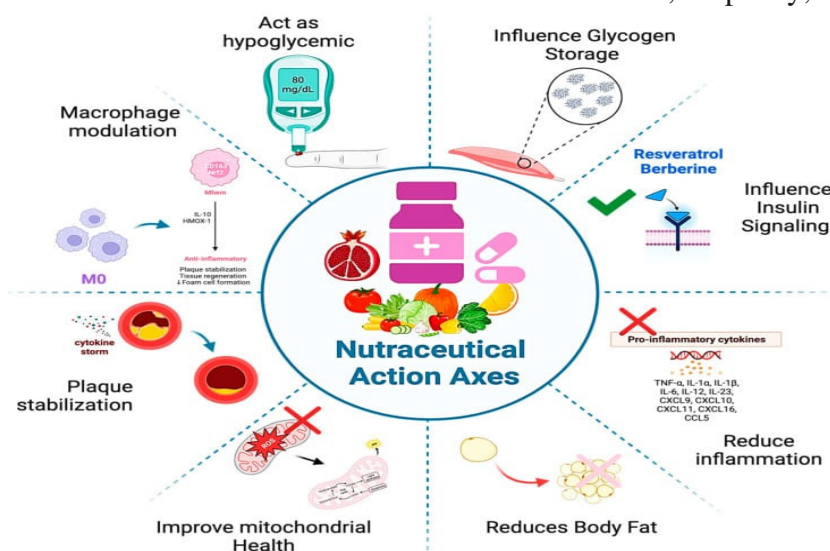 Act as
hypoglycemic
80
mg/dL
Influence Glycogen
Storage
Macrophage
modulation
Mhem
IL-10
HMOX-1
M0
Anti-inflammatory
Plaque stabilization
Tissue regeneration
↓Foam cell formation
Resveratrol
Berberine
Influence
Insulin
Signaling
cytokine
storm
Plaque
stabilization
Nutraceutical
Action Axes
Pro-inflammatory cytokines
TNF-α, IL-1α, IL-1β,
IL-6, IL-12, IL-23,
CXCL9, CXCL10,
CXCL11, CXCL16,
CCL5
Reduce
inflammation
ROS
Improve mitochondrial
Health
Reduces Body Fat